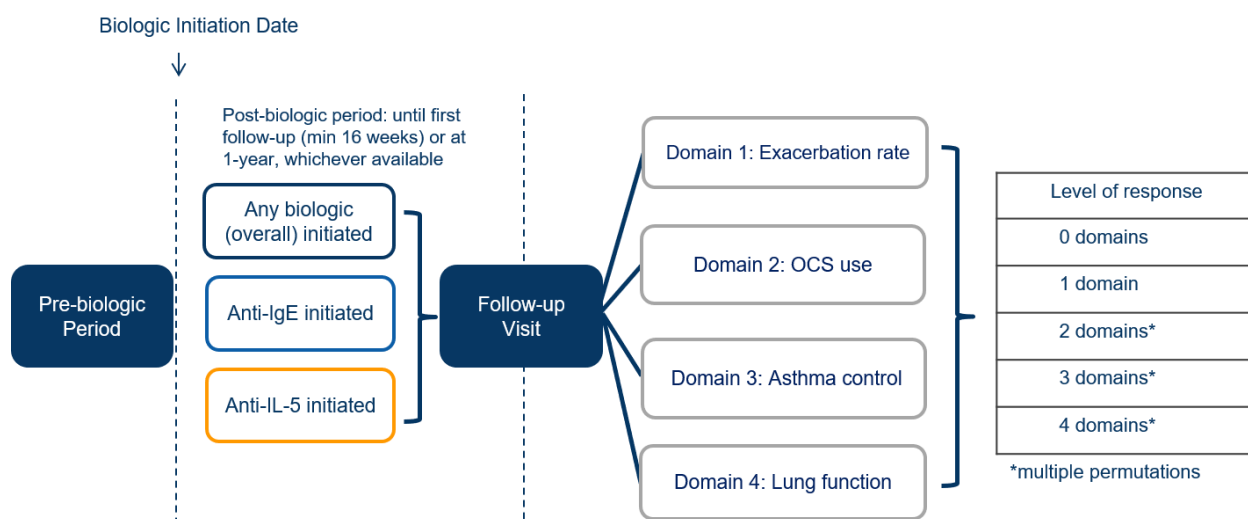 Biologic Initiation Date
Post-biologic period: until first
follow-up (min 16 weeks) or at
1-year, whichever available
Any biologic
(overall) initiated
Anti-IgE initiated
Anti-IL-5 initiated
Pre-biologic
Period
Follow-up
Visit
Domain 1: Exacerbation rate
Domain 2: OCS use
Domain 3: Asthma control
Domain 4: Lung function
Level of response
0 domains
1 domain
2 domains*
3 domains*
4 domains*
*multiple permutations